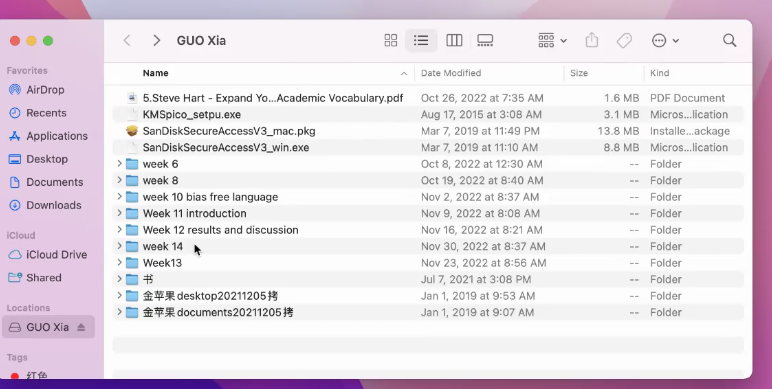 GUO Xia
Favorites
AirDrop
Recents
Applications
Desktop
Documents
Downloads
iCloud
iCloud Drive
Shared
Locations
GUO Xia
Tags
红色
Name Date Modified Size Kind
5.Steve Hart - Expand Yo...Academic Vocabulary.pdf Oct 26, 2022 at 7:35 AM 1.6 MB PDF Document
KMSpico_setpu.exe Aug 17, 2015 at 3:08 AM 3.1 MB Micros...lication
SanDiskSecureAccessV3_mac.pkg Mar 7, 2019 at 11:49 PM 13.8 MB Installe...ackage
SanDiskSecureAccessV3_win.exe Mar 7, 2019 at 11:10 AM 8.8 MB Micros...lication
week 6 Oct 8, 2022 at 12:30 AM -- Folder
week 8 Oct 19, 2022 at 8:40 AM -- Folder
week 10 bias free language Nov 2, 2022 at 8:37 AM -- Folder
Week 11 introduction Nov 9, 2022 at 8:08 AM -- Folder
Week 12 results and discussion Nov 16, 2022 at 8:21 AM -- Folder
week 14 Nov 30, 2022 at 8:37 AM -- Folder
Week13 Nov 23, 2022 at 8:56 AM -- Folder
书 Jul 7, 2021 at 3:08 PM -- Folder
金苹果desktop20211205拷 Jan 1, 2019 at 9:53 AM -- Folder
金苹果documents20211205拷 Jan 1, 2019 at 9:07 AM -- Folder